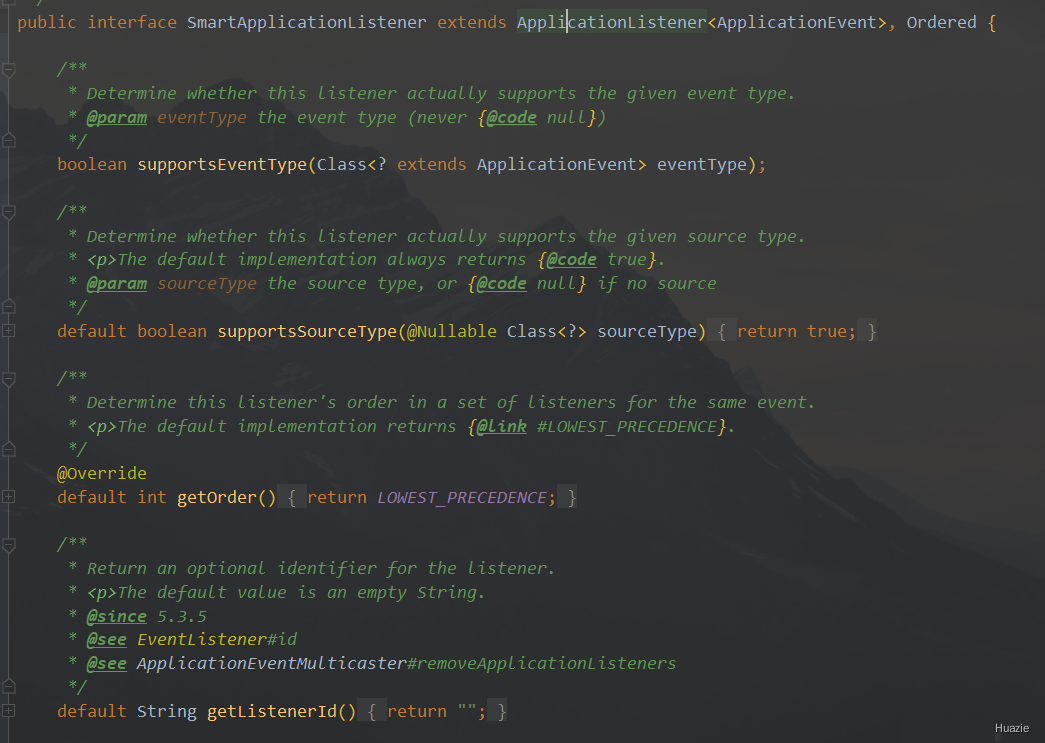 public interface SmartApplicationListener extends ApplicationListener<ApplicationEvent>, Ordered {
/**
* Determine whether this listener actually supports the given event type.
* @param eventType the event type (never {@code null})
*/
boolean supportsEventType(Class<? extends ApplicationEvent> eventType);
/**
* Determine whether this listener actually supports the given source type.
* <p>The default implementation always returns {@code true}.
* @param sourceType the source type, or {@code null} if no source
*/
default boolean supportsSourceType(@Nullable Class<?> sourceType) { return true; }
/**
* Determine this listener's order in a set of listeners for the same event.
* <p>The default implementation returns {@link #LOWEST_PRECEDENCE}.
*/
@Override
default int getOrder() { return LOWEST_PRECEDENCE; }
/**
* Return an optional identifier for the listener.
* <p>The default value is an empty String.
* @since 5.3.5
* @see EventListener#id
* @see ApplicationEventMulticaster#removeApplicationListeners
*/
default String getListenerId() { return ""; }
Huazie